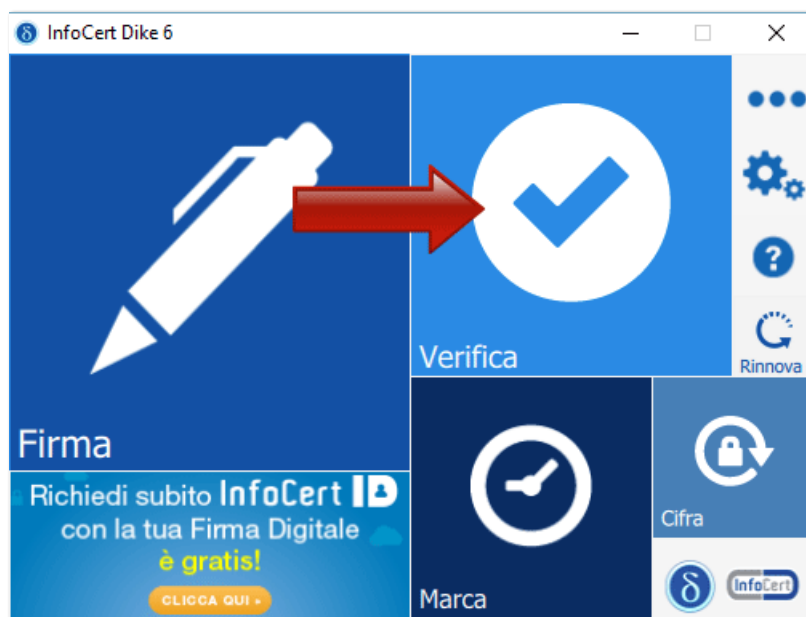 InfoCert Dike 6
Verifica
Rinnova
Firma
Richiedi subito InfoCert ID
con la tua Firma Digitale
è gratis!
CLICCA QUI ›
Marca
Cifra
InfoCert